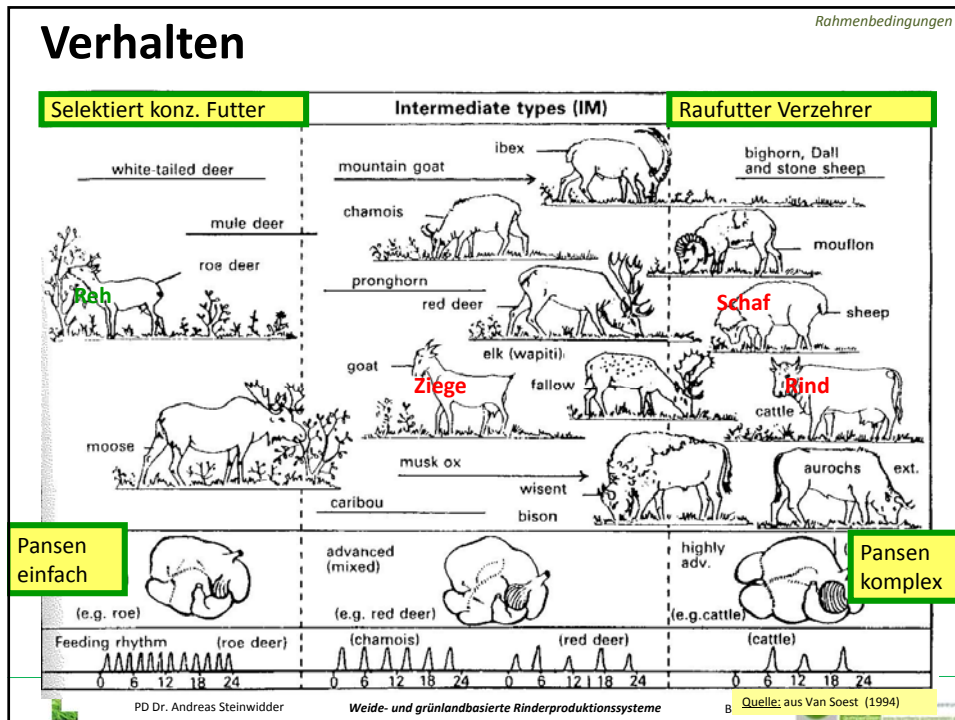 Rahmenbedingungen
Verhalten
Selektiert konz. Futter
Intermediate types (IM)
Raufutter Verzehrer
white-tailed deer
mule deer
roe deer
Reh
moose
ibex
mountain goat
chamois
pronghorn
red deer
elk (wapiti)
goat
Ziege
fallow
musk ox
wisent
bison
caribou
bighorn, Dall
and stone sheep
mouflon
Schaf
sheep
Rind
cattle
aurochs
ext.
Pansen
einfach
(e.g. roe)
advanced
(mixed)
(e.g. red deer)
highly
adv.
(e.g.cattle)
Pansen
komplex
Feeding rhythm (roe deer)
0 6 12 18 24
(chamois)
0 6 12 18 24
(red deer)
0 6 12 18 24
(cattle)
0 6 12 18 24
PD Dr. Andreas Steinwidder
Weide- und grünlandbasierte Rinderproduktionssysteme
Quelle: aus Van Soest (1994)